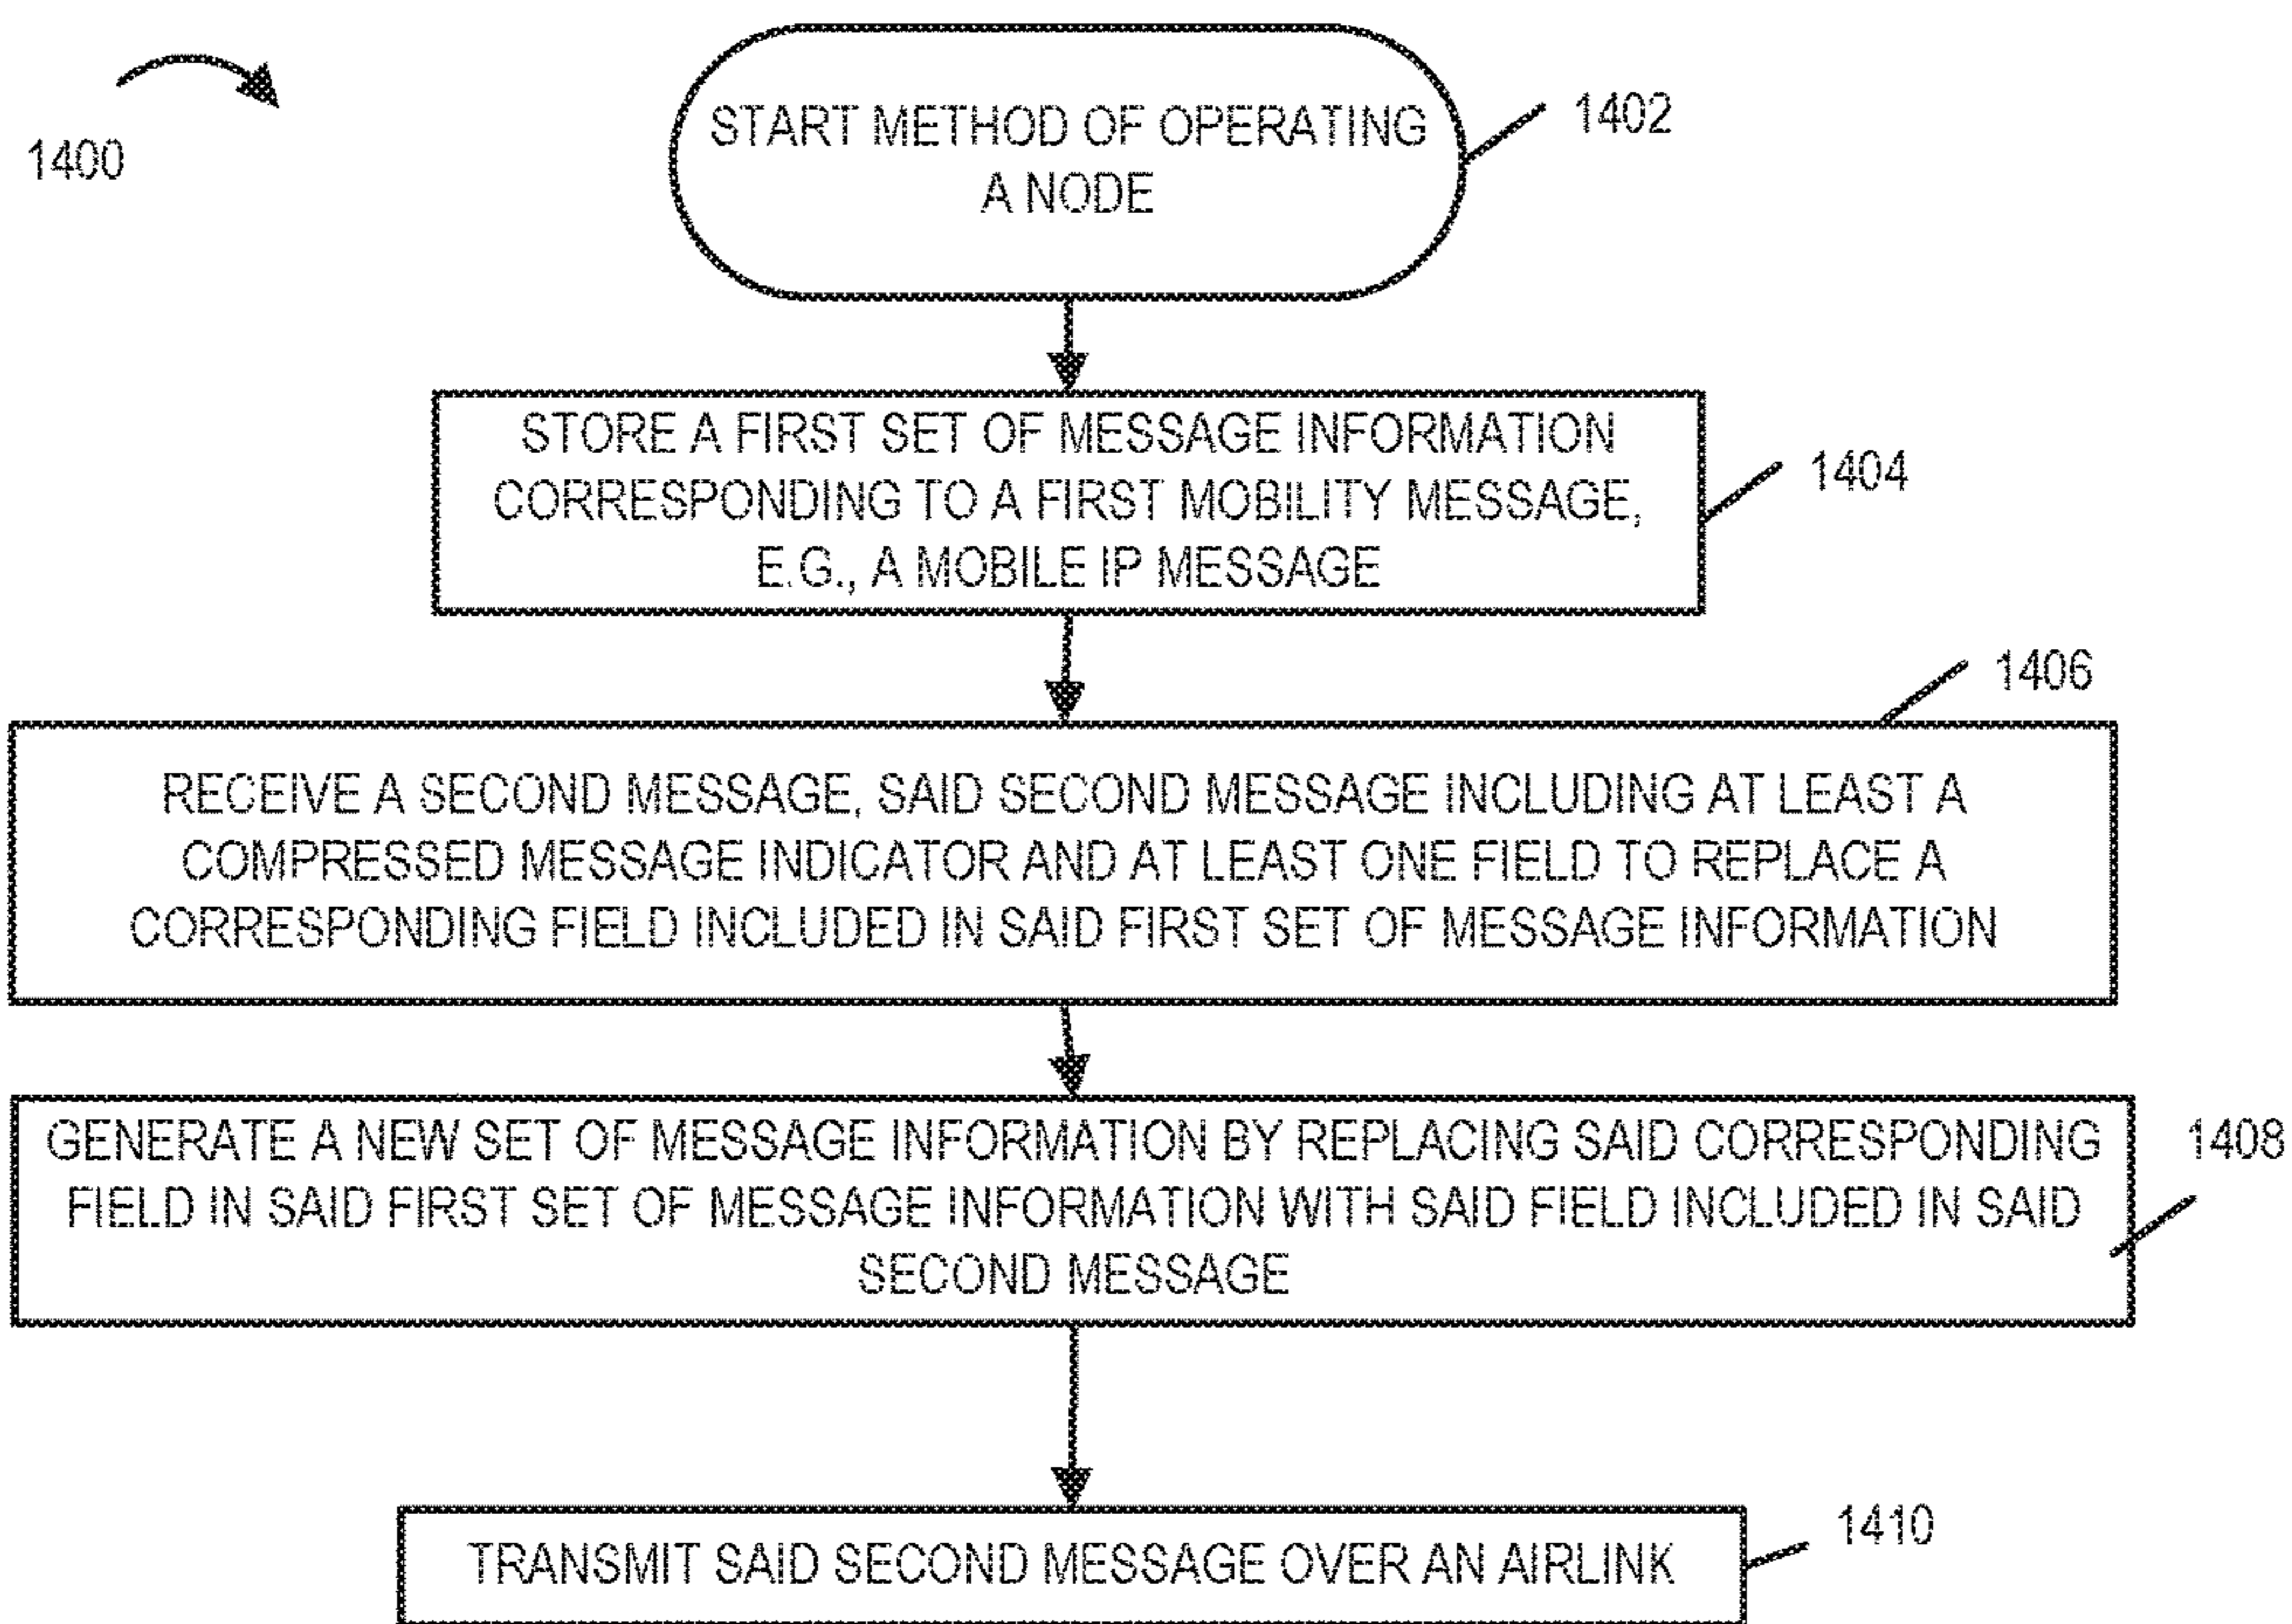 1400
START METHOD OF OPERATING
A NODE
1402
STORE A FIRST SET OF MESSAGE INFORMATION
CORRESPONDING TO A FIRST MOBILITY MESSAGE,
E.G., A MOBILE IP MESSAGE
1404
1406
RECEIVE A SECOND MESSAGE, SAID SECOND MESSAGE INCLUDING AT LEAST A
COMPRESSED MESSAGE INDICATOR AND AT LEAST ONE FIELD TO REPLACE A
CORRESPONDING FIELD INCLUDED IN SAID FIRST SET OF MESSAGE INFORMATION
GENERATE A NEW SET OF MESSAGE INFORMATION BY REPLACING SAID CORRESPONDING
FIELD IN SAID FIRST SET OF MESSAGE INFORMATION WITH SAID FIELD INCLUDED IN SAID
SECOND MESSAGE
1408
TRANSMIT SAID SECOND MESSAGE OVER AN AIRLINK
1410